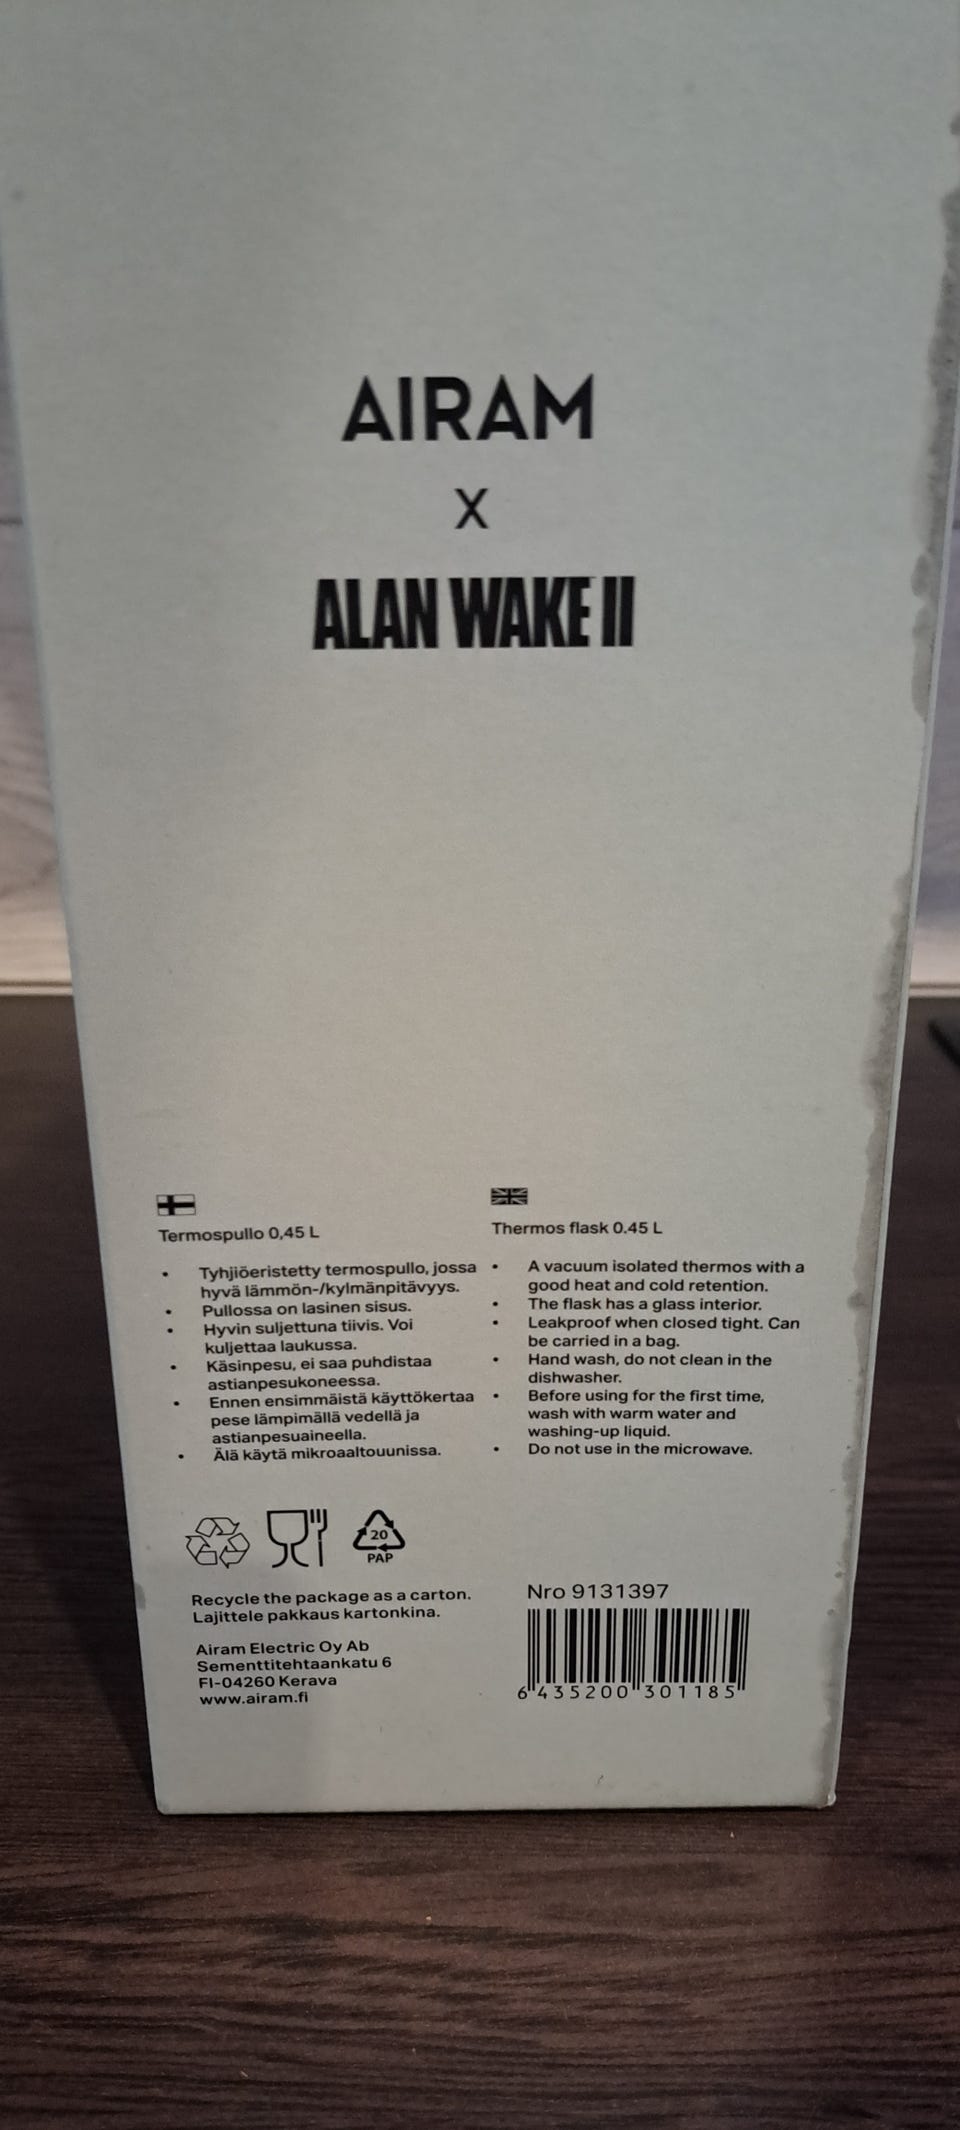 AIRAM
X
ALAN WAKE II
Termospullo 0,45 L
• Tyhjiöeristetty termospullo, jossa
hyvä lämmön-/kylmänpitävyys.
• Pullossa on lasinen sisus.
• Hyvin suljettuna tiivis. Voi
kuljettaa laukussa.
• Käsinpesu, ei saa puhdistaa
astianpesukoneessa.
• Ennen ensimmäistä käyttökertaa
pese lämpimällä vedellä ja
astianpesuaineella.
• Älä käytä mikroaaltouunissa.
Thermos flask 0.45 L
• A vacuum isolated thermos with a
good heat and cold retention.
• The flask has a glass interior.
• Leakproof when closed tight. Can
be carried in a bag.
• Hand wash, do not clean in the
dishwasher.
• Before using for the first time,
wash with warm water and
washing-up liquid.
• Do not use in the microwave.
20
PAP
Recycle the package as a carton.
Lajittele pakkaus kartonkina.
Airam Electric Oy Ab
Sementtitehtaankatu 6
FI-04260 Kerava
www.airam.fi
Nro 9131397
6 435200 301185